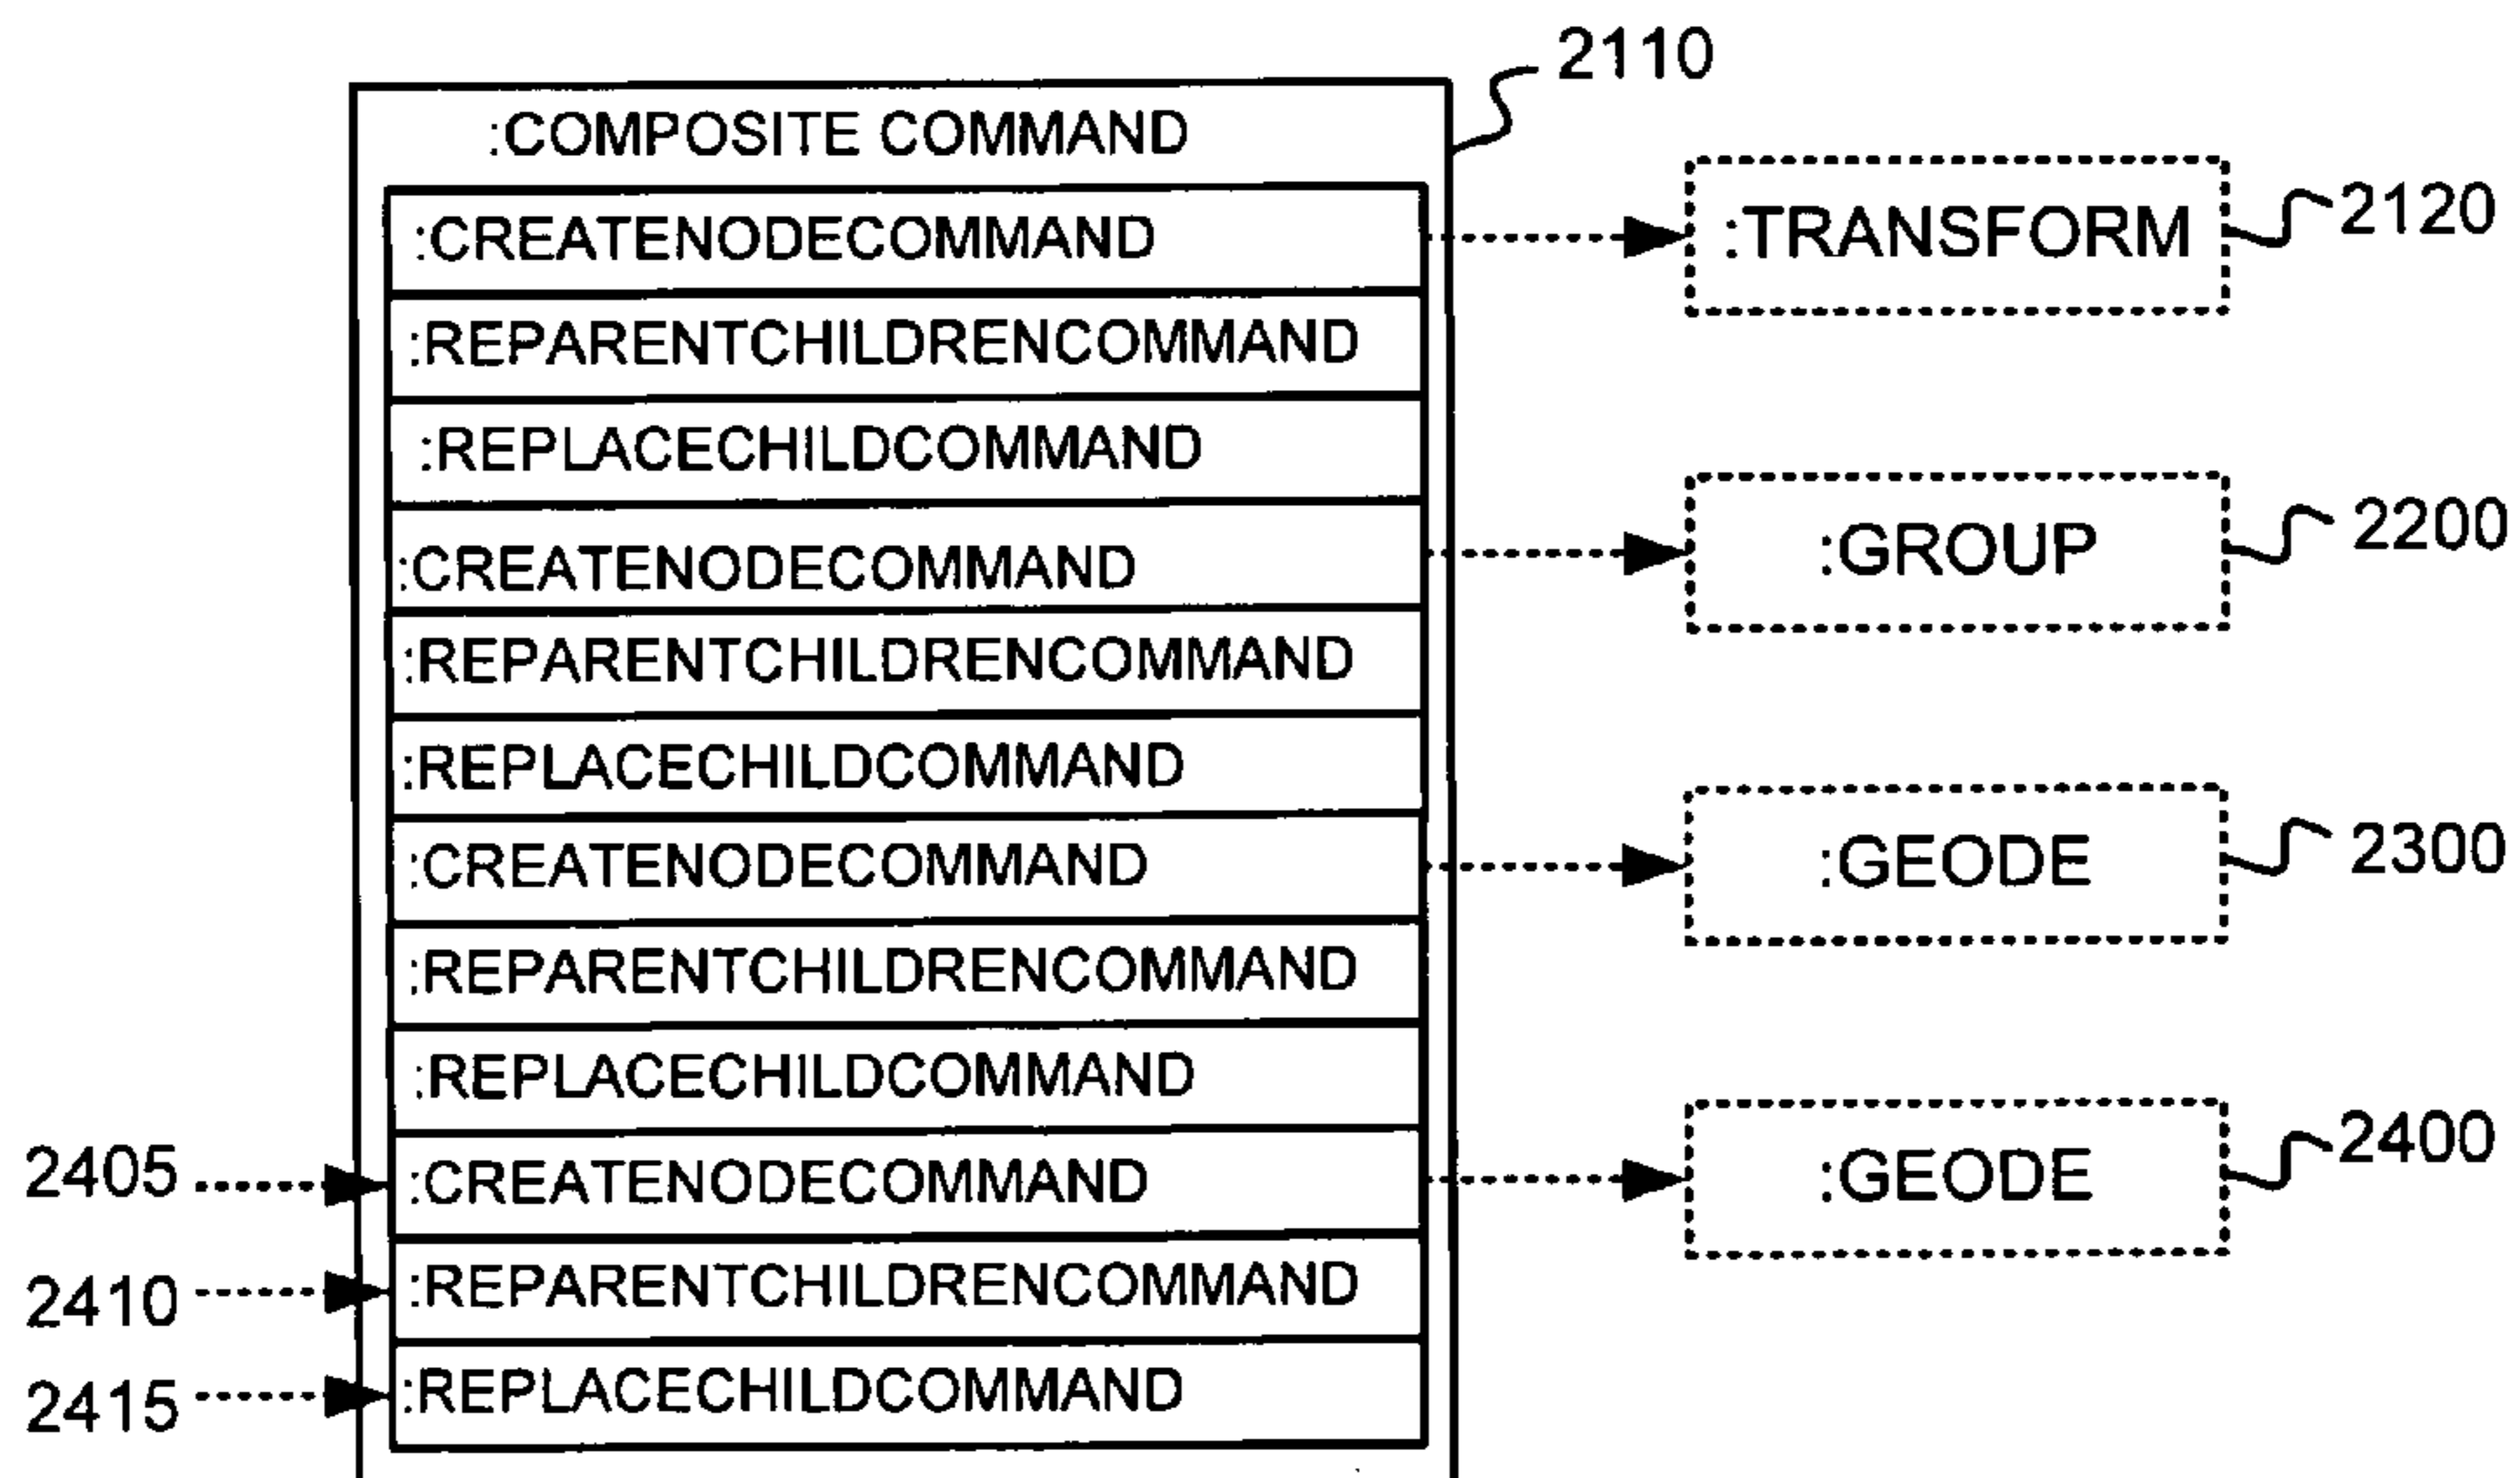 2110
:COMPOSITE COMMAND
:CREATENODECOMMAND
:TRANSFORM
2120
:REPARENTCHILDRENCOMMAND
:REPLACECHILDCOMMAND
:CREATENODECOMMAND
:GROUP
2200
:REPARENTCHILDRENCOMMAND
:REPLACECHILDCOMMAND
:CREATENODECOMMAND
:GEODE
2300
:REPARENTCHILDRENCOMMAND
:REPLACECHILDCOMMAND
2405
:CREATENODECOMMAND
:GEODE
2400
2410
:REPARENTCHILDRENCOMMAND
2415
:REPLACECHILDCOMMAND